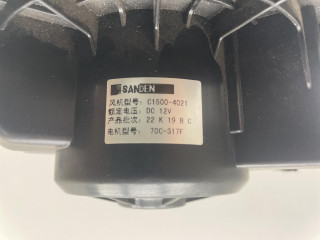 SANDEN
风机型号: C1500-4021
额定电压: DC 12V
产品批次: 22 K 19 B C
电机型号: 70C-317F